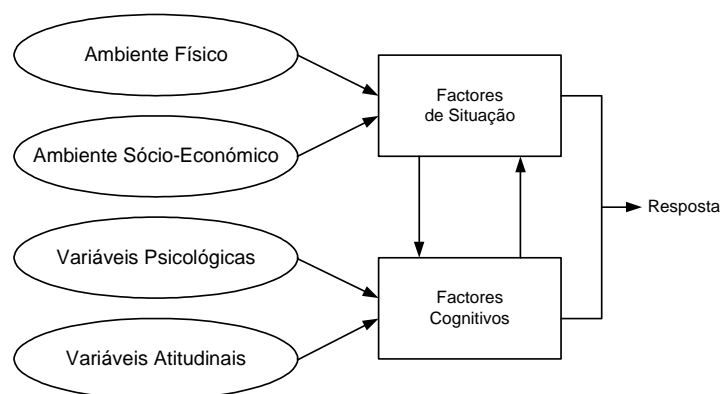 Ambiente Físico
Ambiente Sócio-Económico
Variáveis Psicológicas
Variáveis Atitudinais
Factores
de Situação
Factores
Cognitivos
Resposta